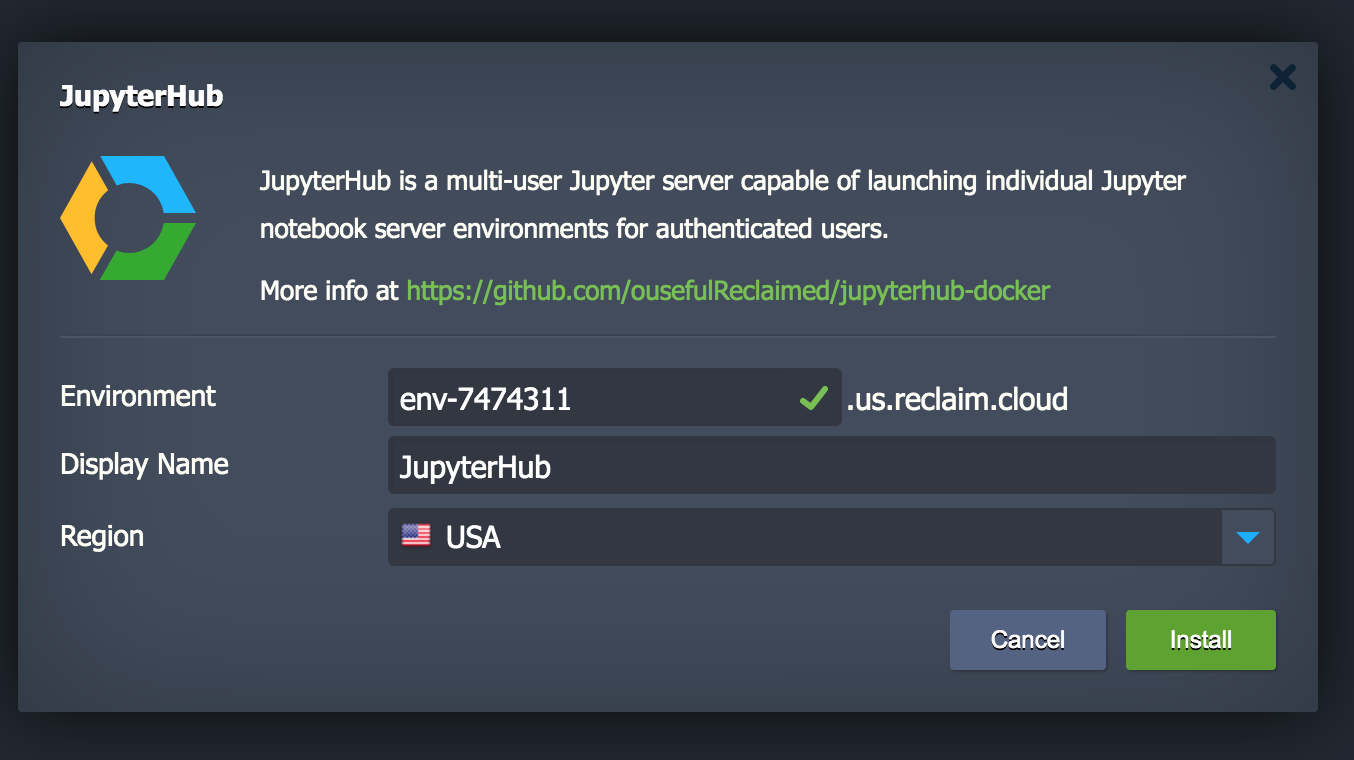 JupyterHub
JupyterHub is a multi-user Jupyter server capable of launching individual Jupyter
notebook server environments for authenticated users.
More info at https://github.com/ousefulReclaimed/jupyterhub-docker
Environment env-7474311 .us.reclaim.cloud
Display Name JupyterHub
Region USA
Cancel Install